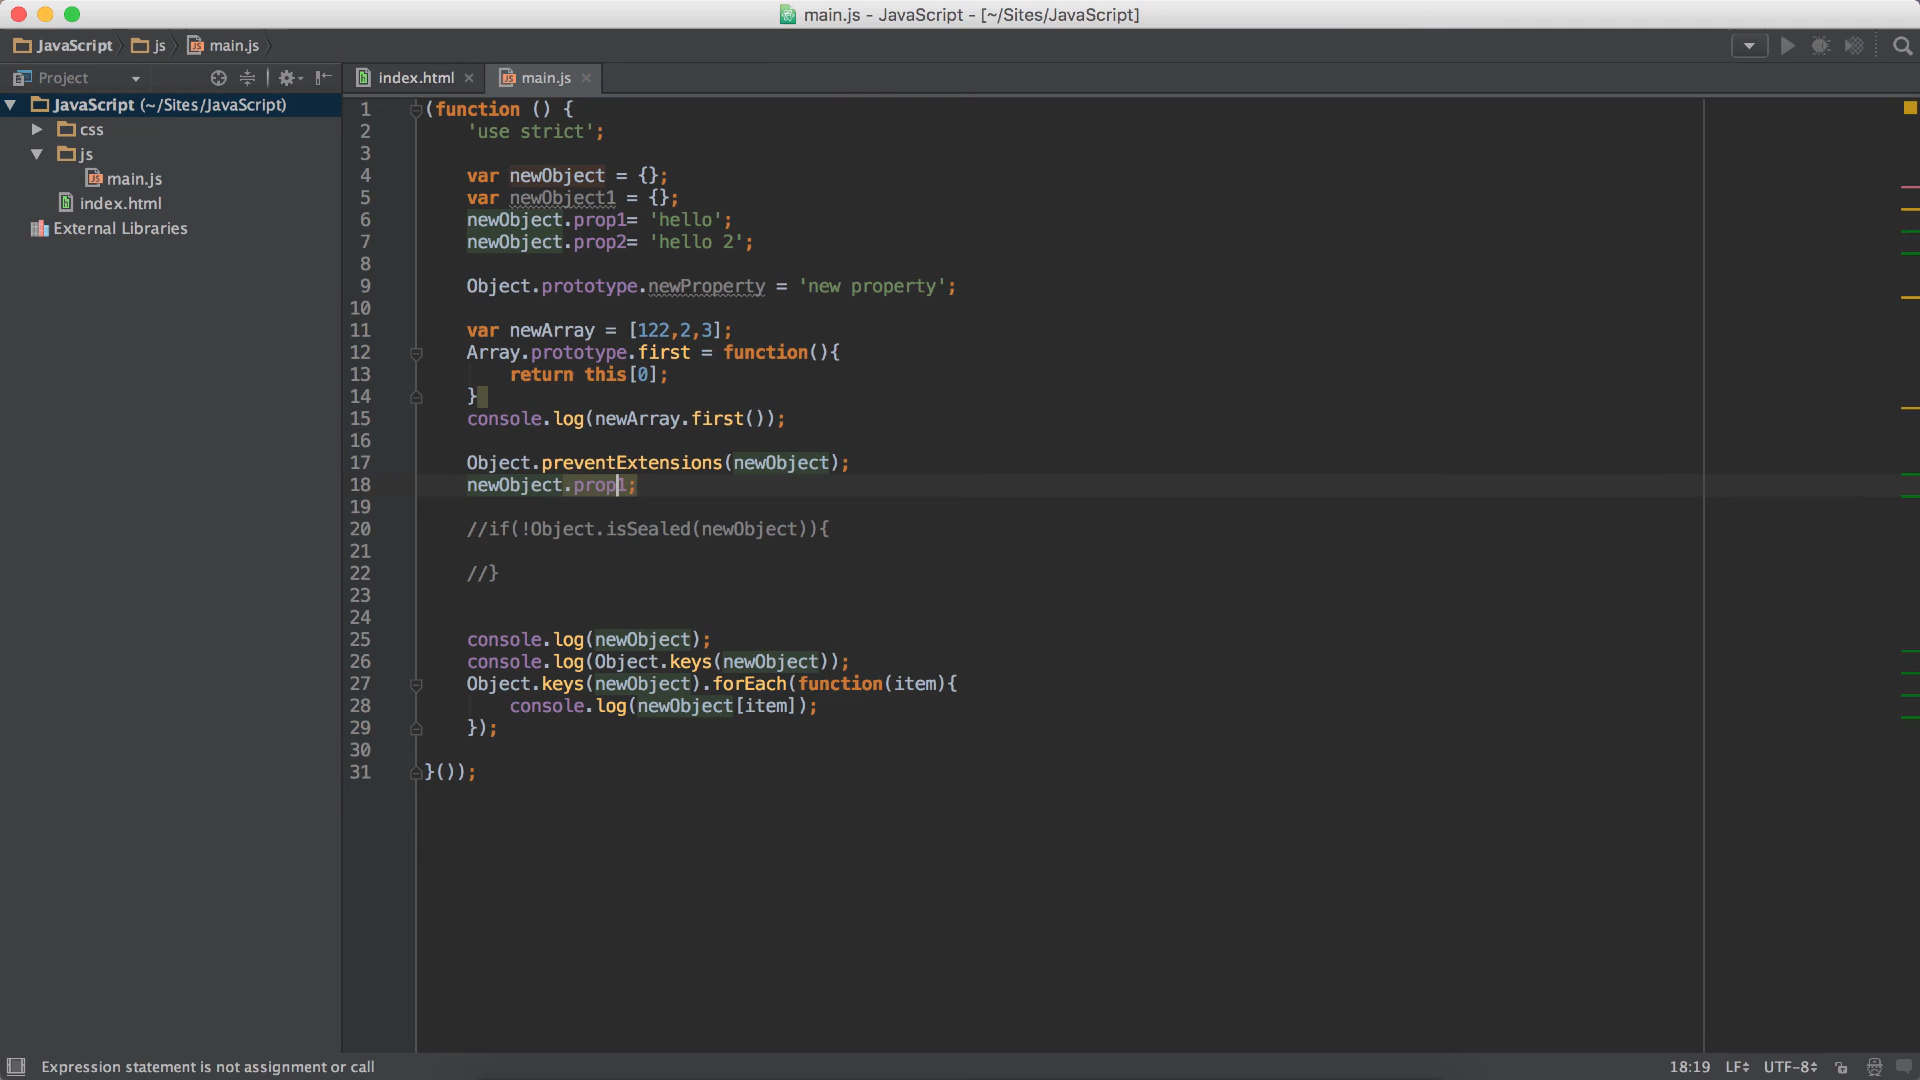 main.js - JavaScript - [~/Sites/JavaScript]
JavaScript js main.js
Project
index.html main.js
JavaScript (~/Sites/JavaScript)
css
js
main.js
index.html
External Libraries
1 (function () {
2 'use strict';
3
4 var newObject = {};
5 var newObject1 = {};
6 newObject.prop1= 'hello';
7 newObject.prop2= 'hello 2';
8
9 Object.prototype.newProperty = 'new property';
10
11 var newArray = [122,2,3];
12 Array.prototype.first = function(){
13 return this[0];
14 }
15 console.log(newArray.first());
16
17 Object.preventExtensions(newObject);
18 newObject.prop1;
19
20 //if(!Object.isSealed(newObject)){
21
22 //}
23
24
25 console.log(newObject);
26 console.log(Object.keys(newObject));
27 Object.keys(newObject).forEach(function(item){
28 console.log(newObject[item]);
29 });
30
31 }());
Expression statement is not assignment or call
18:19 LF UTF-8